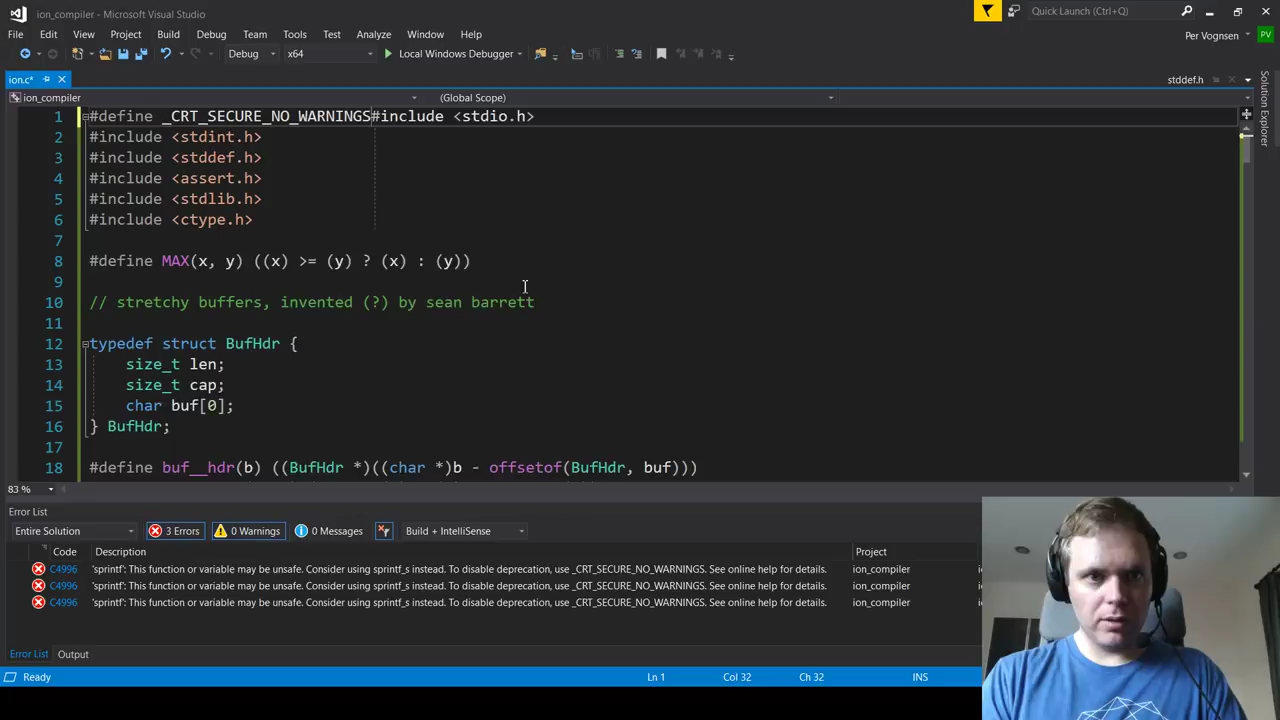 ion_compiler - Microsoft Visual Studio
Quick Launch (Ctrl+Q)
File Edit View Project Build Debug Team Tools Test Analyze Window Help
Per Vognsen PV
Debug x64 Local Windows Debugger
ion.c* stddef.h
ion_compiler (Global Scope)
1 #define _CRT_SECURE_NO_WARNINGS#include <stdio.h>
2 #include <stdint.h>
3 #include <stddef.h>
4 #include <assert.h>
5 #include <stdlib.h>
6 #include <ctype.h>
7
8 #define MAX(x, y) ((x) >= (y) ? (x) : (y))
9
10 // stretchy buffers, invented (?) by sean barrett
11
12 typedef struct BufHdr {
13 size_t len;
14 size_t cap;
15 char buf[0];
16 } BufHdr;
17
18 #define buf__hdr(b) ((BufHdr *)((char *)b - offsetof(BufHdr, buf)))
83 %
Error List
Entire Solution 3 Errors 0 Warnings 0 Messages Build + IntelliSense
Code Description Project
C4996 'sprintf': This function or variable may be unsafe. Consider using sprintf_s instead. To disable deprecation, use _CRT_SECURE_NO_WARNINGS. See online help for details. ion_compiler
C4996 'sprintf': This function or variable may be unsafe. Consider using sprintf_s instead. To disable deprecation, use _CRT_SECURE_NO_WARNINGS. See online help for details. ion_compiler
C4996 'sprintf': This function or variable may be unsafe. Consider using sprintf_s instead. To disable deprecation, use _CRT_SECURE_NO_WARNINGS. See online help for details. ion_compiler
Error List Output
Ready Ln 1 Col 32 Ch 32 INS
Solution Explorer